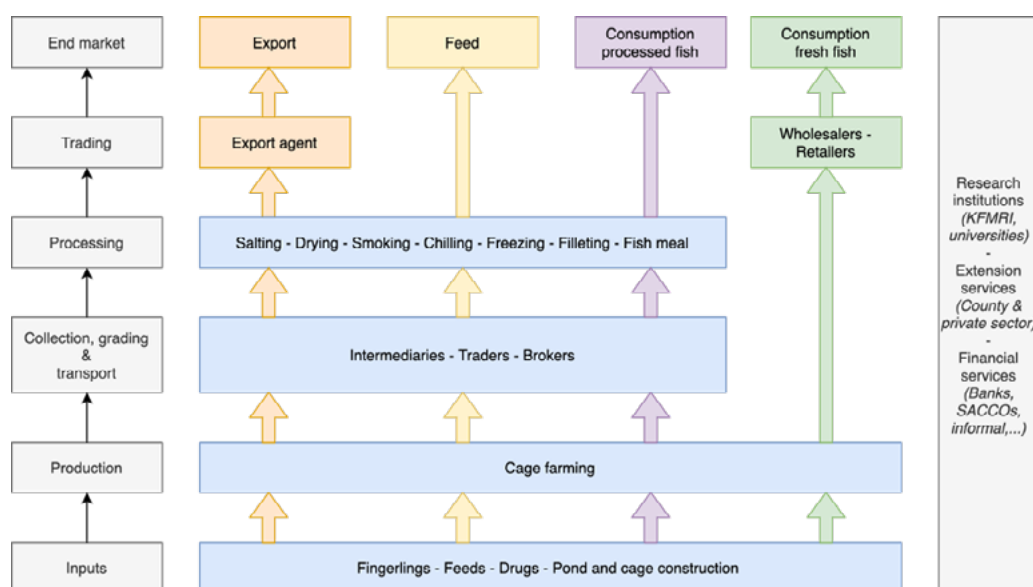 End market
Export
Feed
Consumption
processed fish
Consumption
fresh fish
Trading
Export agent
Wholesalers -
Retallers
Processing
Salting - Drying - Smoking - Chilling - Freezing - Filleting - Fish meal
Collection, grading
&
transport
Intermediaries - Traders - Brokers
Production
Cage farming
Inputs
Fingerlings - Feeds - Drugs - Pond and cage construction
Research
institutions
(KFMRI,
universities)
-
Extension
services
(County &
private sector)
-
Financial
services
(Banks,
SACCOs,
informal,...)